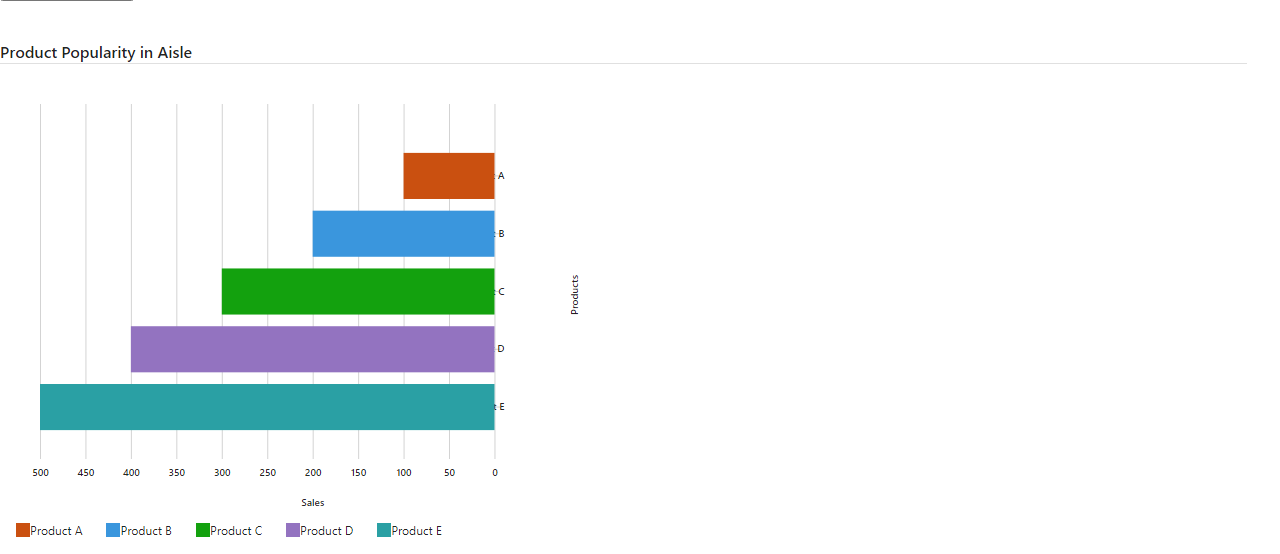 Product Popularity in Aisle
A
B
C
D
t E
Products
500 450 400 350 300 250 200 150 100 50 0
Sales
Product A Product B Product C Product D Product E